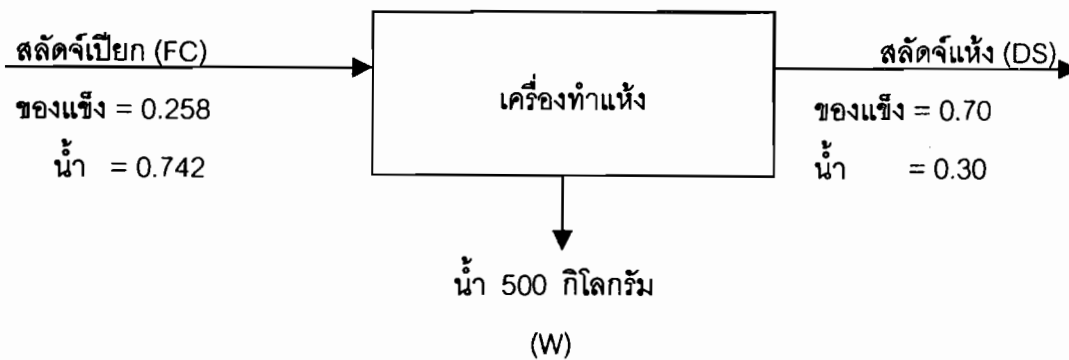 สลัดจ์เปียก (FC)
ของแข็ง = 0.258
น้ำ = 0.742
เครื่องทำแห้ง
สลัดจ์แห้ง (DS)
ของแข็ง = 0.70
น้ำ = 0.30
น้ำ 500 กิโลกรัม
(W)